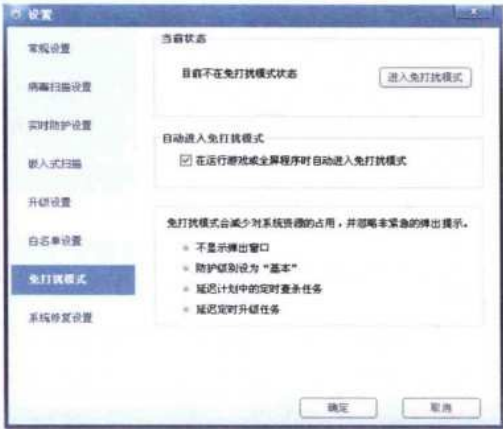 设置
常规设置
病毒扫描设置
实时防护设置
嵌入式扫描
升级设置
白名单设置
免打扰模式
系统修复设置
当前状态
目前不在免打扰模式状态
进入免打扰模式
自动进入免打扰模式
在运行游戏或全屏程序时自动进入免打扰模式
免打扰模式会减少对系统资源的占用，并忽略非紧急的弹出提示。
不显示弹出窗口
防护级别设为“基本”
延迟计划中的定时查杀任务
延迟定时升级任务
确定
取消